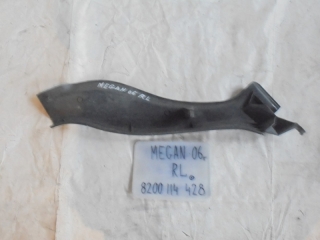 MEGAN 06 RL
MEGAN 06.
RL.
8200 114 428